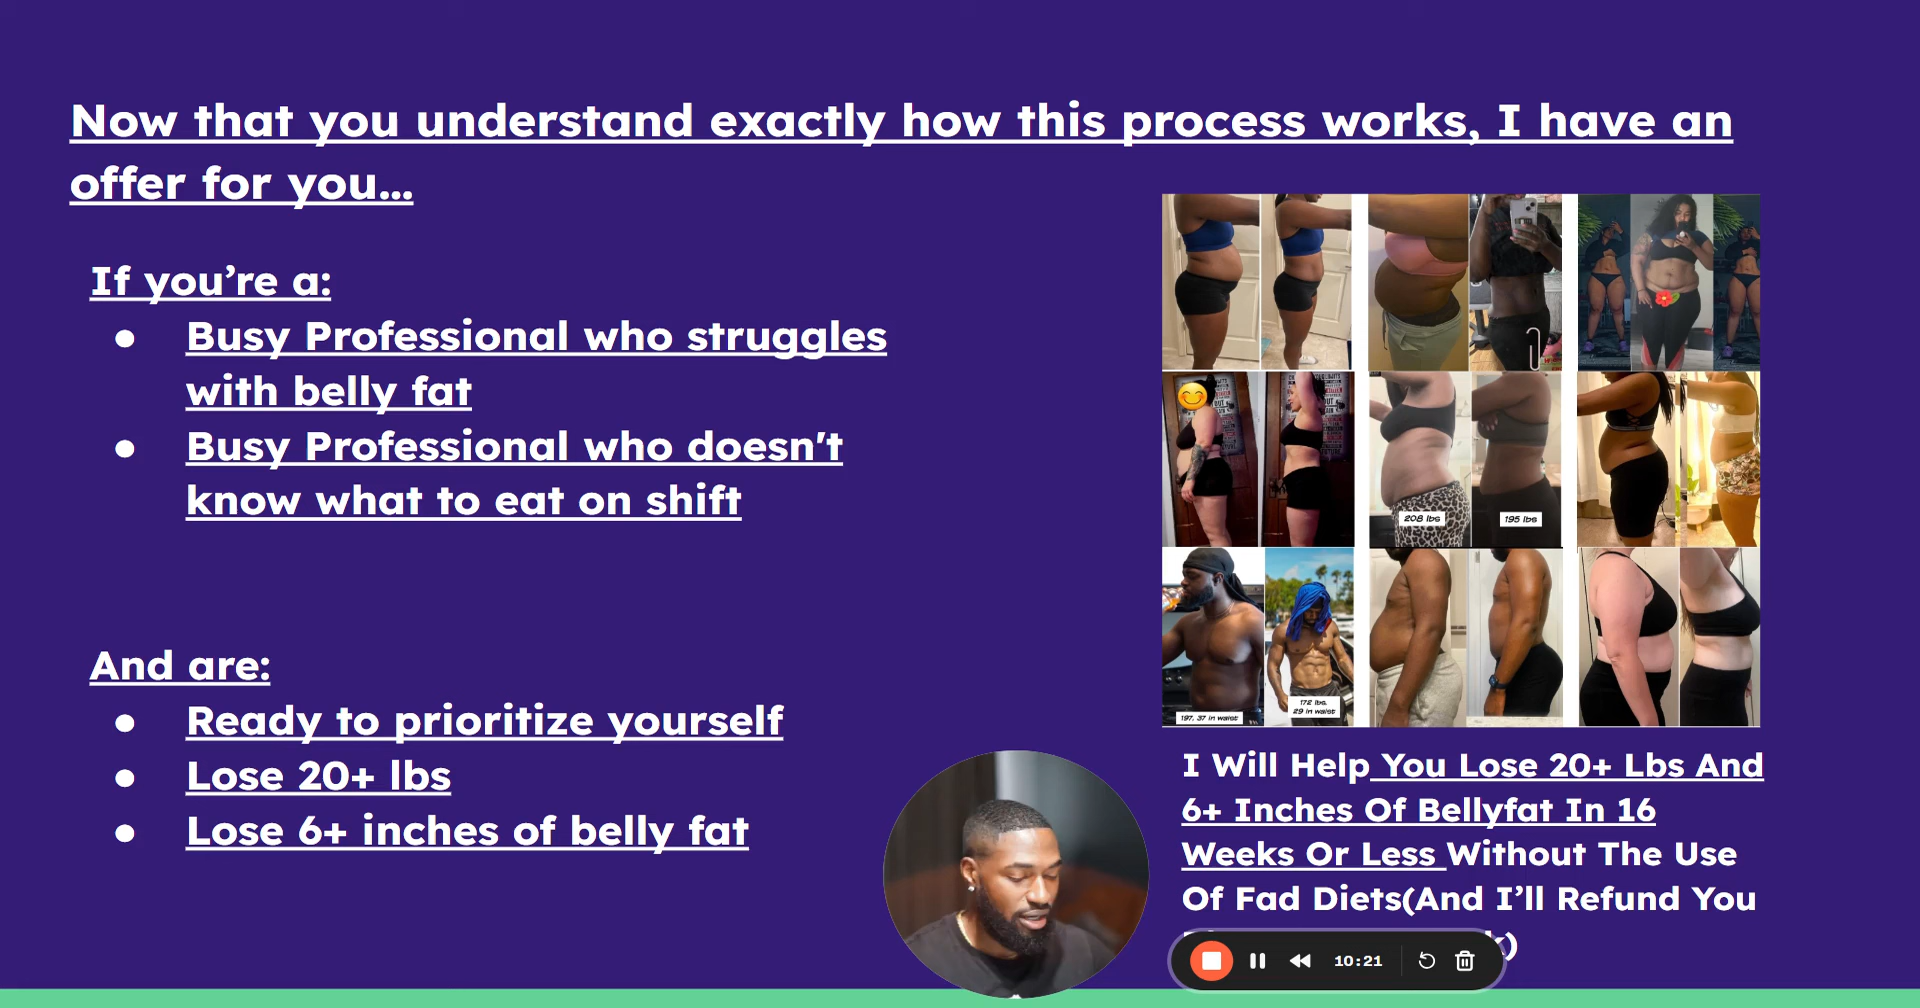 Now that you understand exactly how this process works, I have an
offer for you...
If you’re a:
● Busy Professional who struggles
with belly fat
● Busy Professional who doesn't
know what to eat on shift
And are:
● Ready to prioritize yourself
● Lose 20+ lbs
● Lose 6+ inches of belly fat
208 lbs
195 lbs
197, 37 in waist
172 lbs,
29 in waist
I Will Help You Lose 20+ Lbs And
6+ Inches Of Bellyfat In 16
Weeks Or Less Without The Use
Of Fad Diets(And I’ll Refund You
10:21